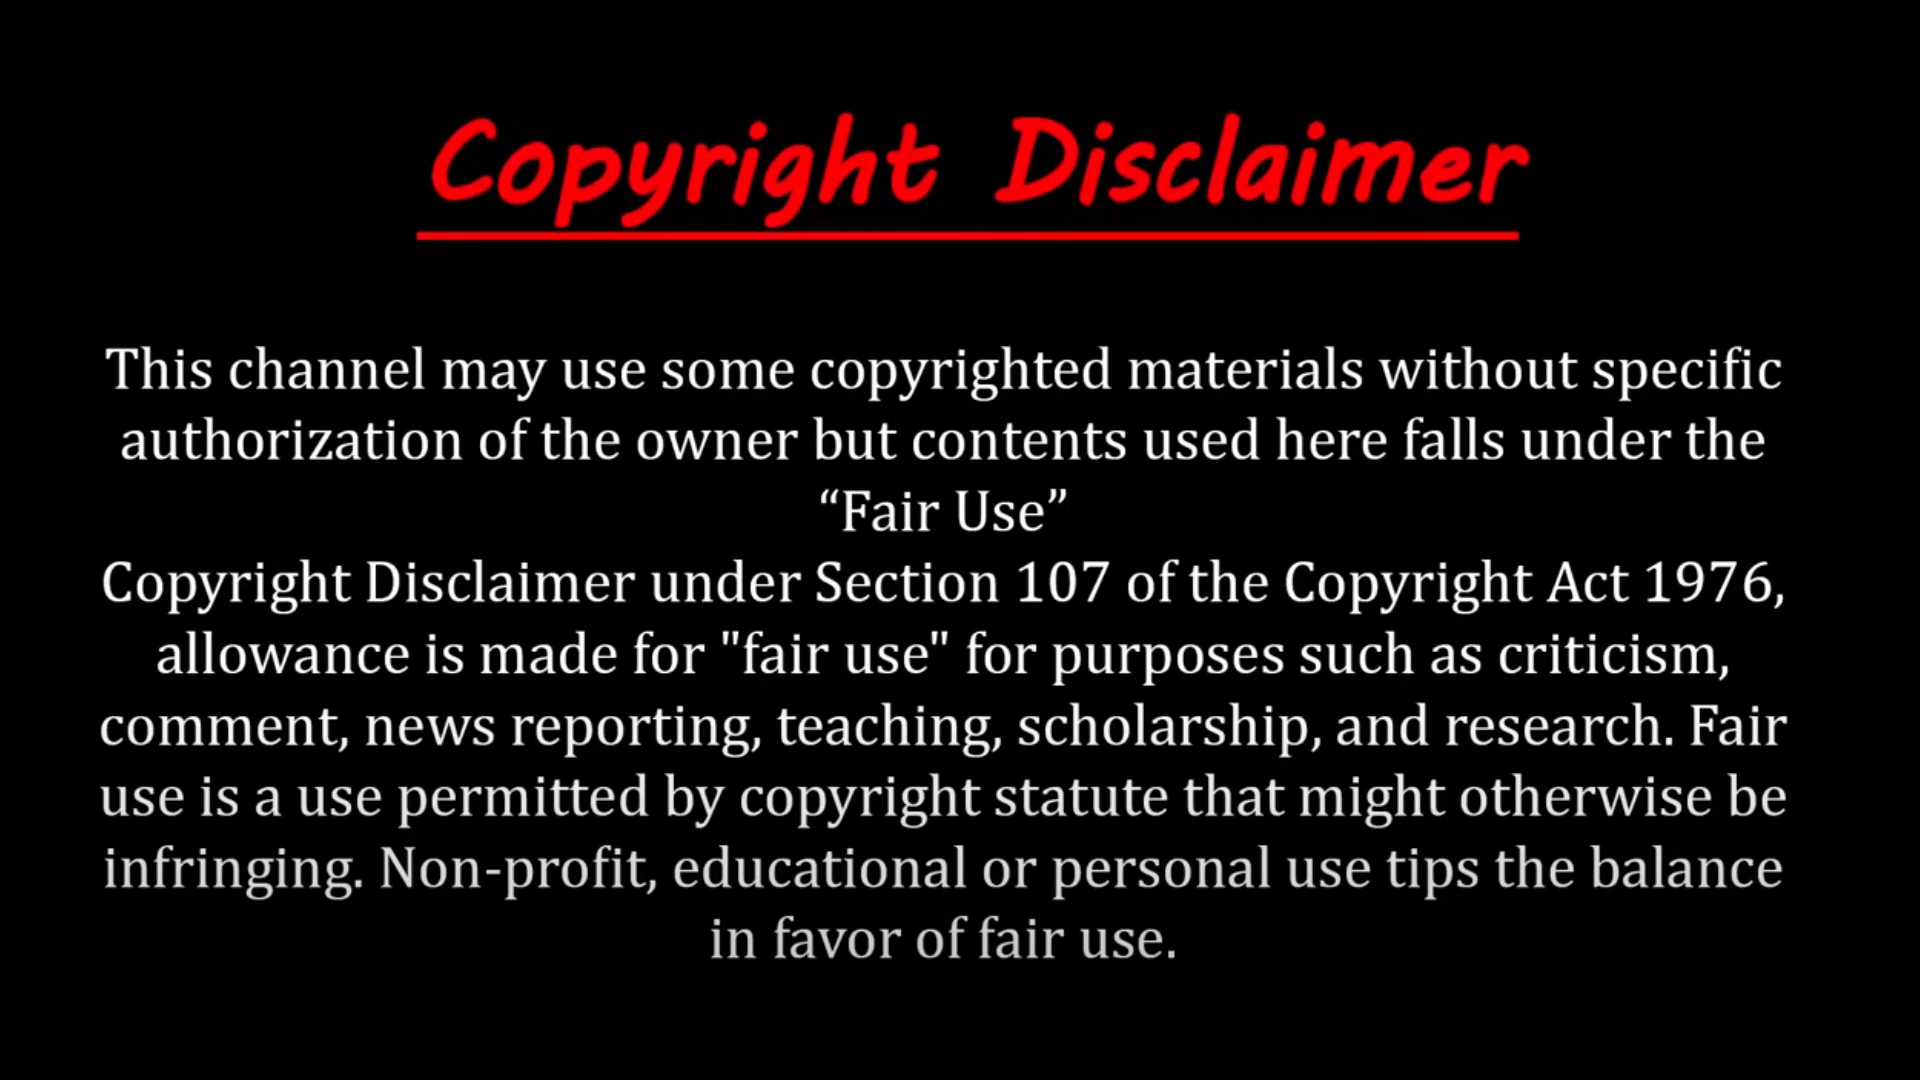 Copyright Disclaimer
This channel may use some copyrighted materials without specific
authorization of the owner but contents used here falls under the
“Fair Use”
Copyright Disclaimer under Section 107 of the Copyright Act 1976,
allowance is made for "fair use" for purposes such as criticism,
comment, news reporting, teaching, scholarship, and research. Fair
use is a use permitted by copyright statute that might otherwise be
infringing. Non-profit, educational or personal use tips the balance
in favor of fair use.